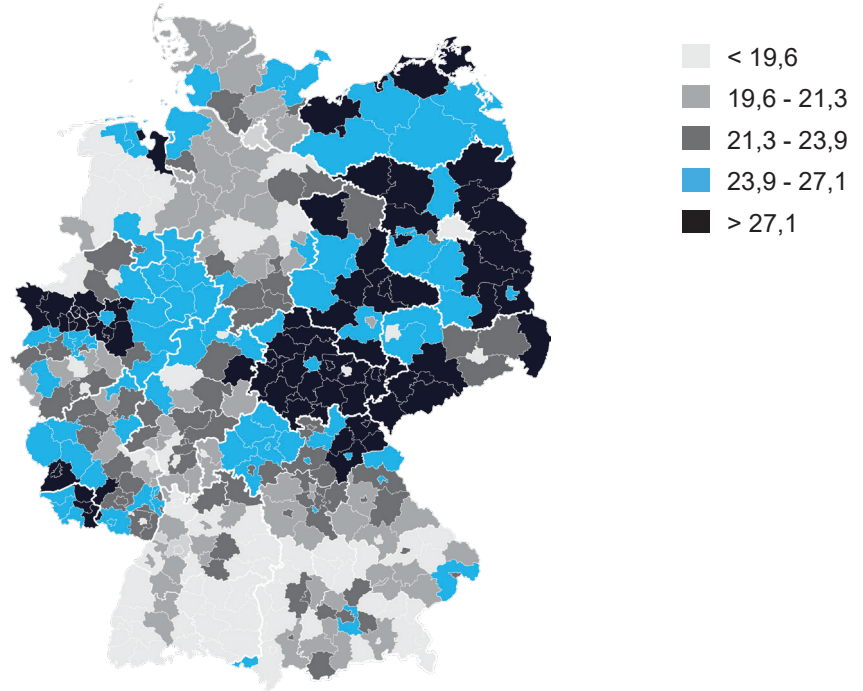 < 19,6
19,6 - 21,3
21,3 - 23,9
23,9 - 27,1
> 27,1